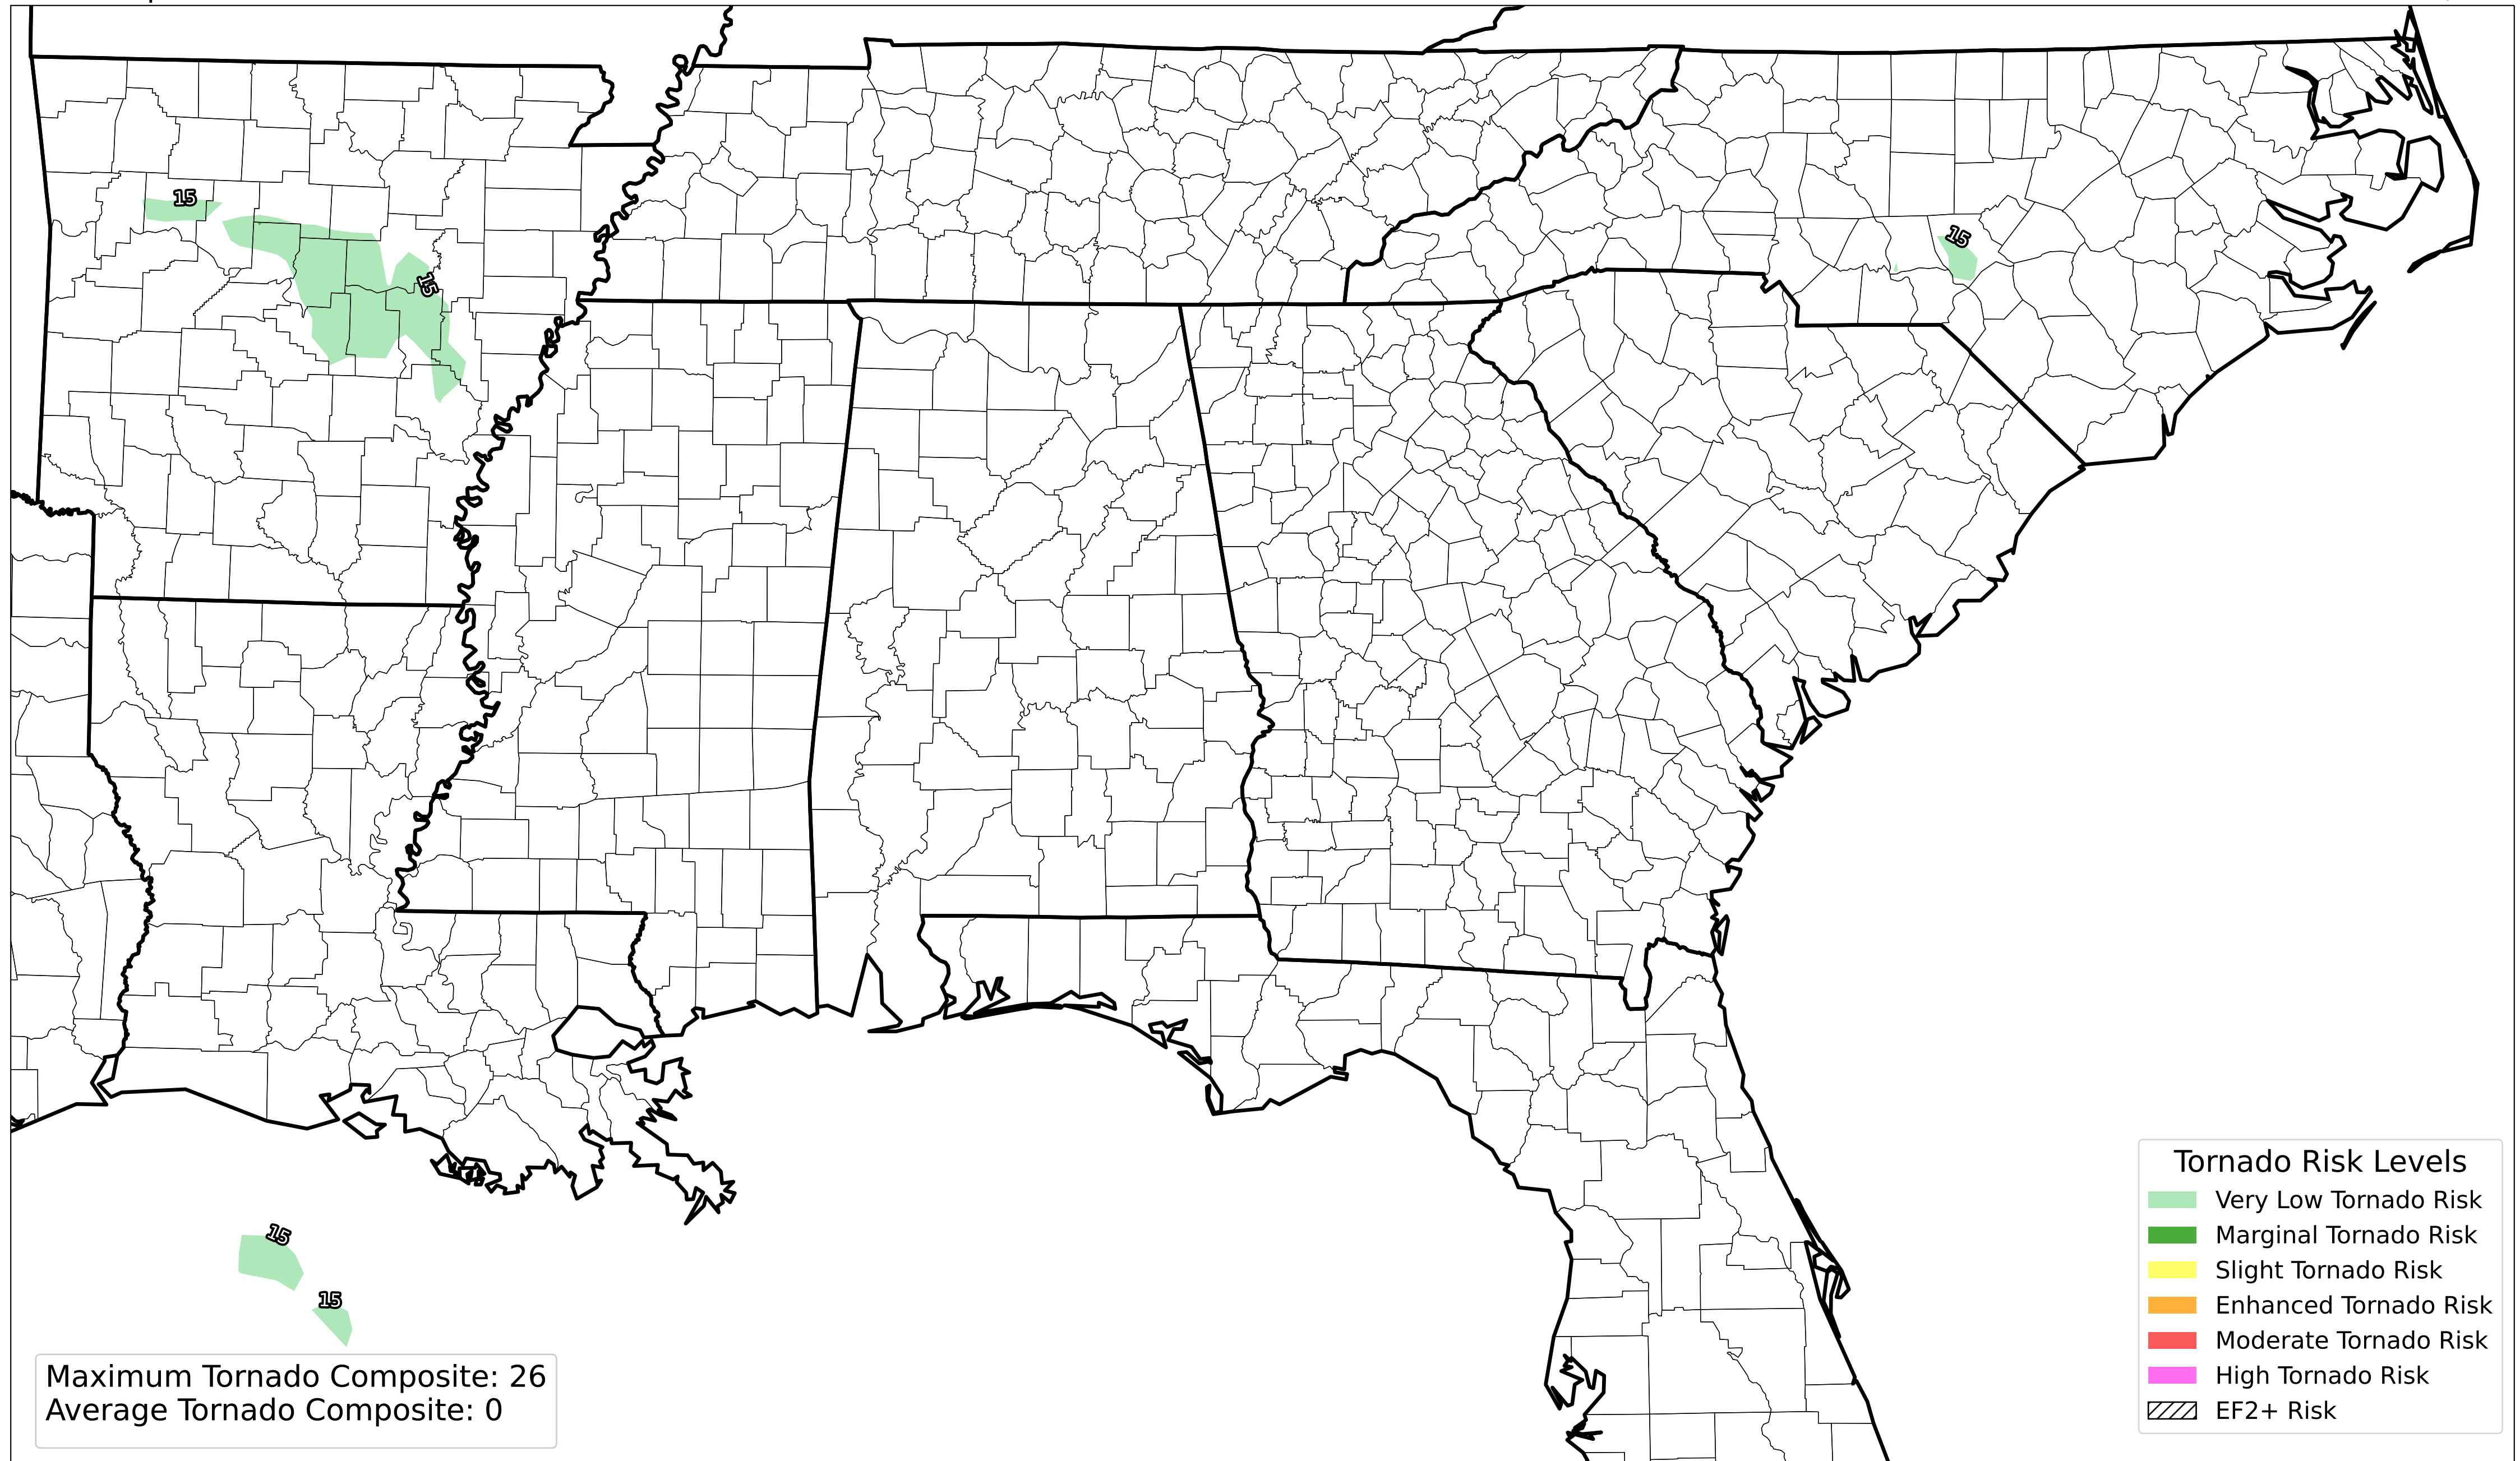 15
15
15
15
15
Maximum Tornado Composite: 26
Average Tornado Composite: 0
Tornado Risk Levels
Very Low Tornado Risk
Marginal Tornado Risk
Slight Tornado Risk
Enhanced Tornado Risk
Moderate Tornado Risk
High Tornado Risk
EF2+ Risk